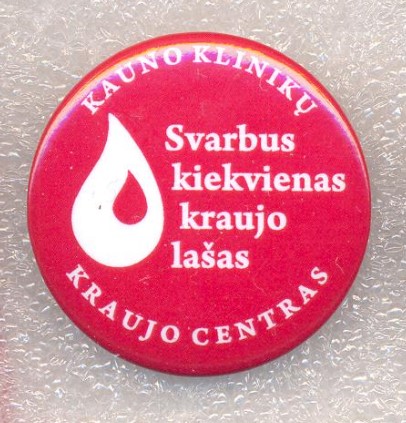 KAUNO KLINIKŲ
Svarbus
kiekvienas
kraujo
lašas
KRAUJO CENTRAS